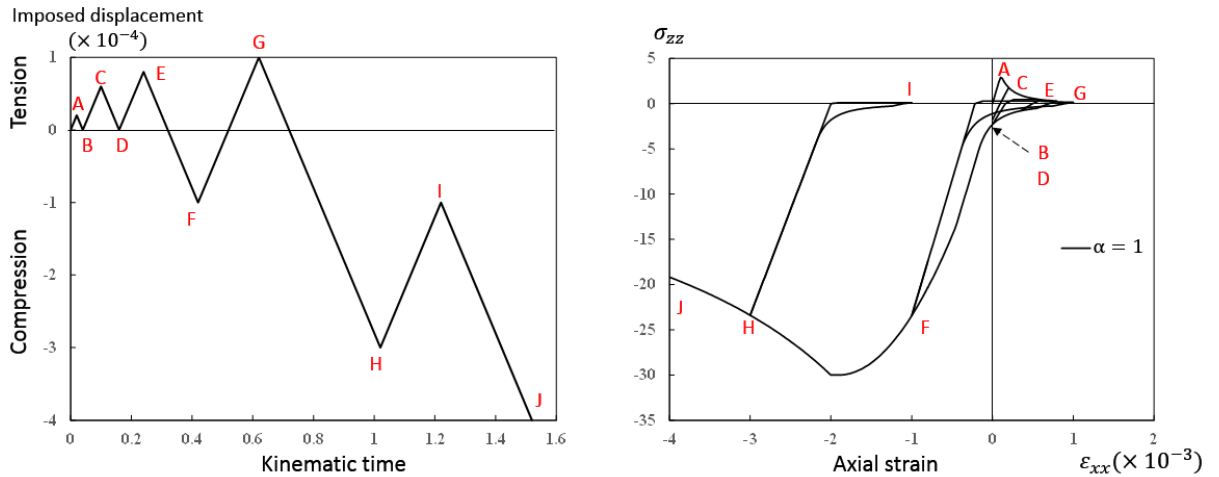 Imposed displacement
(× 10⁻⁴)
Tension
Compression
1
0
-1
-2
-3
-4
A
B
C
D
E
F
G
H
I
J
0 0.2 0.4 0.6 0.8 1 1.2 1.4 1.6
Kinematic time
σzz
5
0
-5
-10
-15
-20
-25
-30
-35
A
C
E
G
I
B
D
α = 1
J
H
F
-4 -3 -2 -1 0 1 2
Axial strain
εxx(× 10⁻³)